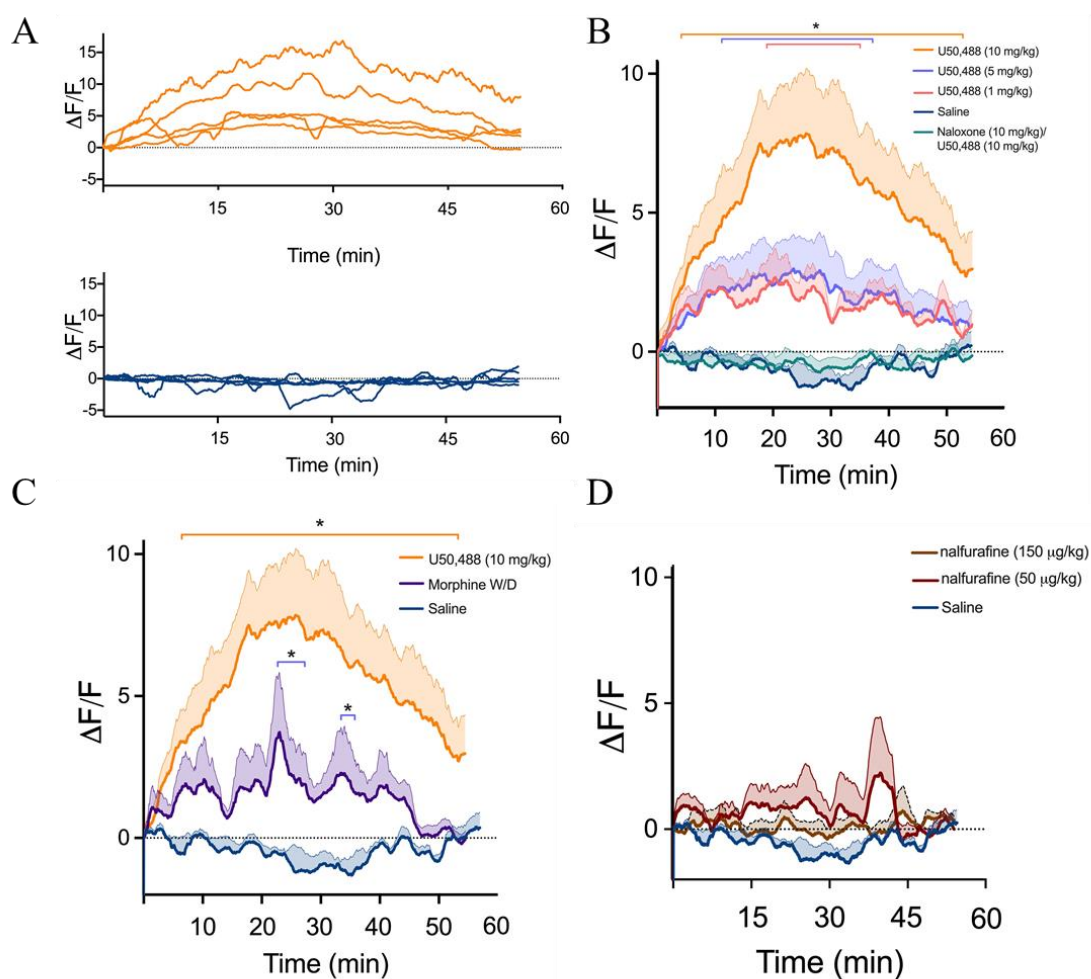 A
15
10
5
0
-5
ΔF/F
15
30
45
60
Time (min)
15
10
5
0
-5
ΔF/F
15
30
45
60
Time (min)
B
*
U50,488 (10 mg/kg)
U50,488 (5 mg/kg)
U50,488 (1 mg/kg)
Saline
Naloxone (10 mg/kg)/
U50,488 (10 mg/kg)
10
5
0
ΔF/F
10
20
30
40
50
60
Time (min)
C
*
U50,488 (10 mg/kg)
Morphine W/D
Saline
*
*
10
5
0
ΔF/F
10
20
30
40
50
60
Time (min)
D
nalfurafine (150 μg/kg)
nalfurafine (50 μg/kg)
Saline
10
5
0
ΔF/F
15
30
45
60
Time (min)